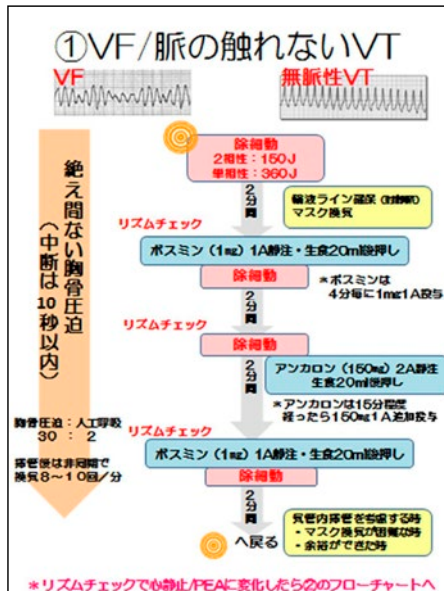 ①VF/脈の触れないVT
VF
無脈性VT
除細動
2相性：150J
単相性：360J
2分間
輸液ライン確保
マスク換気
リズムチェック
ボスミン（1mg）1A静注・生食20ml後押し
除細動
＊ボスミンは
4分毎に1mg1A投与
2分間
リズムチェック
除細動
2分間
アンカロン（150mg）2A静注
生食20ml後押し
＊アンカロンは15分程度
経ったら150mg1A追加投与
リズムチェック
ボスミン（1mg）1A静注・生食20ml後押し
除細動
2分間
気管内挿管を考慮する時
・マスク換気が困難な時
・余裕ができた時
へ戻る
絶え間ない胸骨圧迫
（中断は10秒以内）
胸骨圧迫：人工呼吸
30 ： 2
挿管後は非同期で
換気8～10回／分
＊リズムチェックで心静止/PEAに変化したら②のフローチャートへ